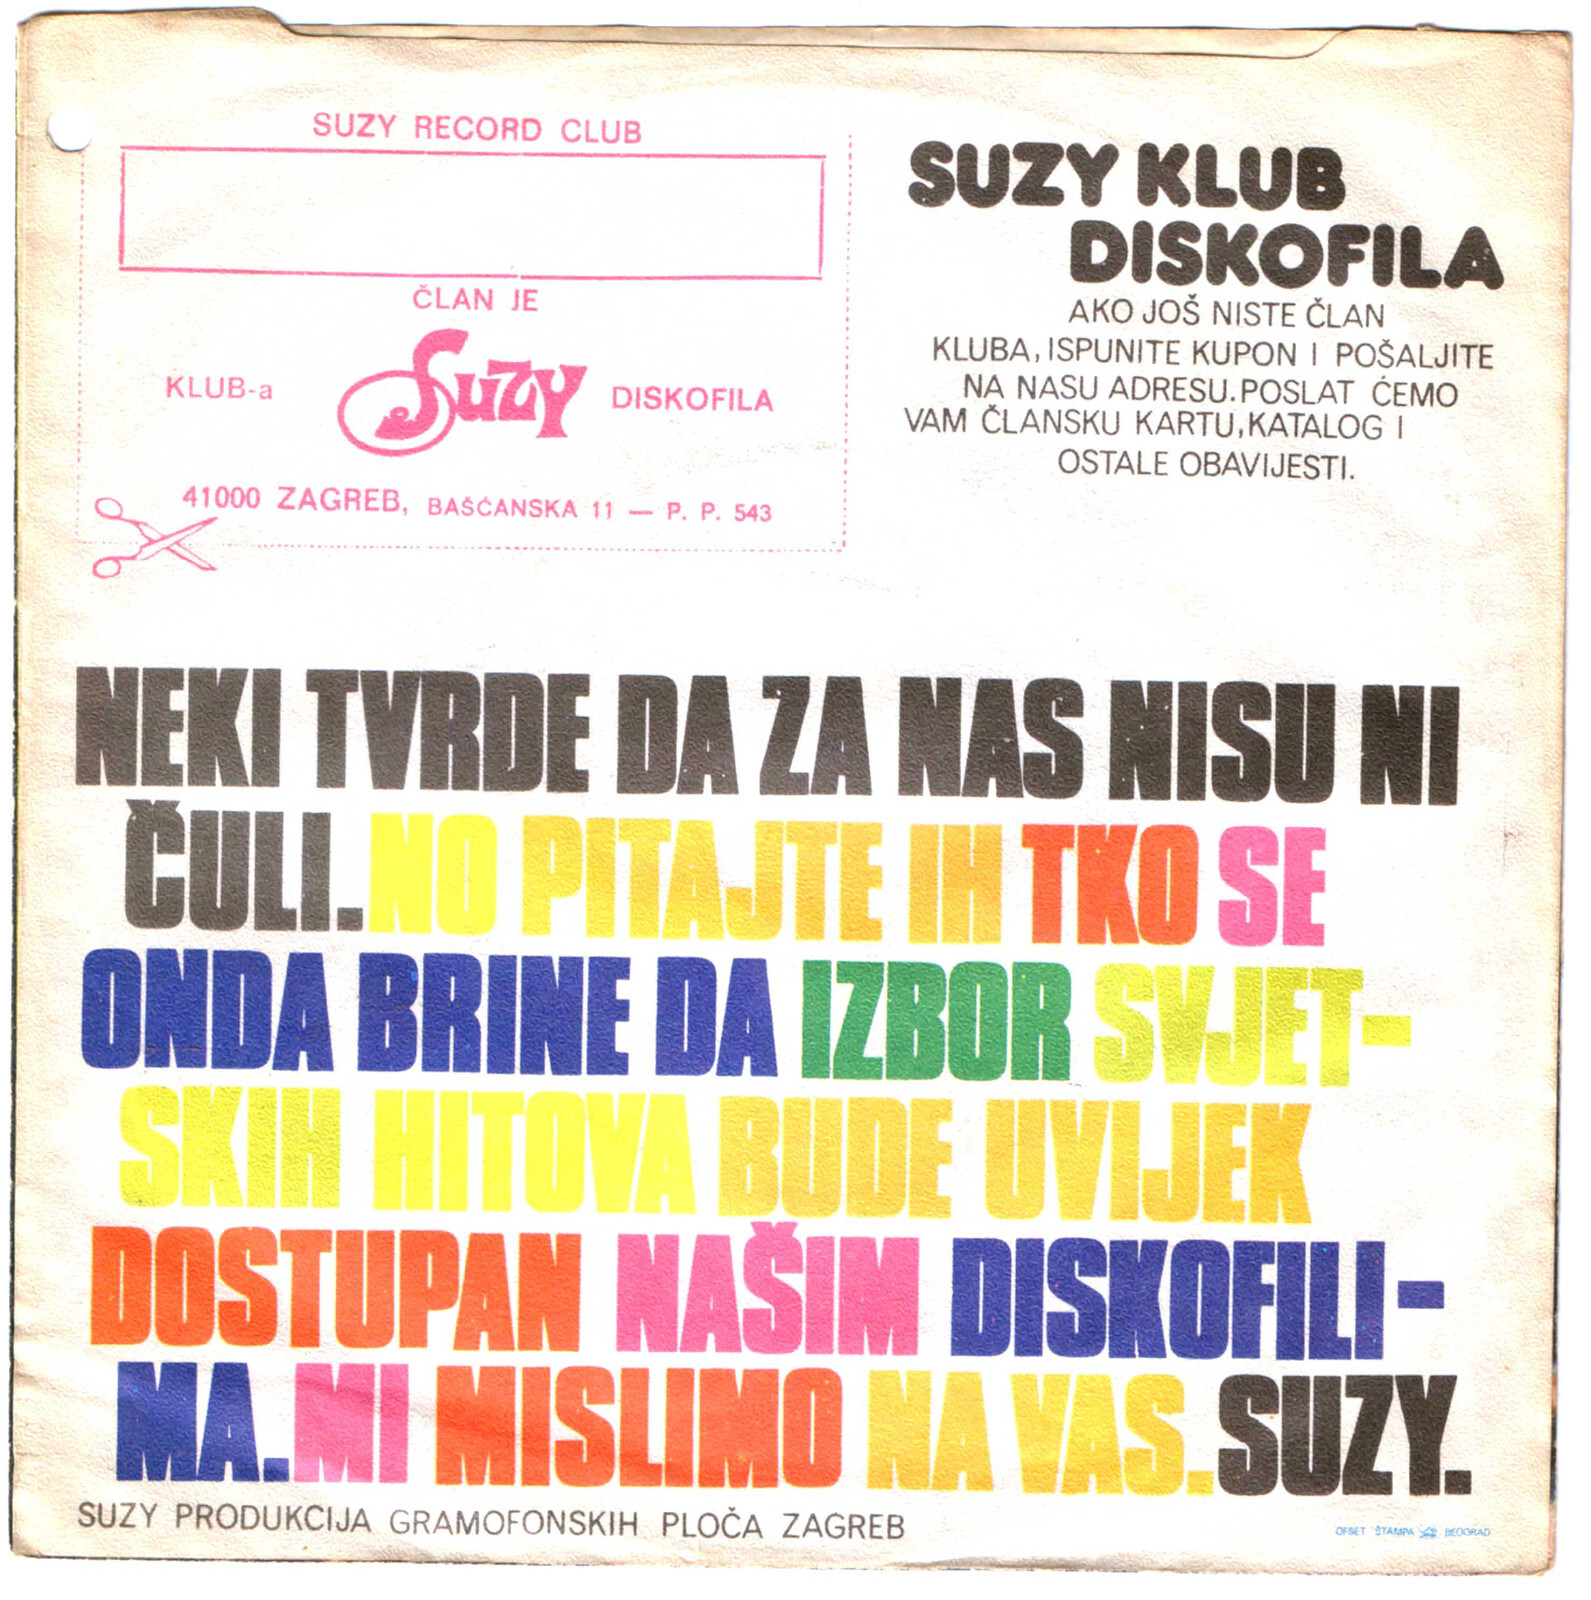 SUZY RECORD CLUB
ČLAN JE
KLUB-a Suzy DISKOFILA
41000 ZAGREB, BAŠĆANSKA 11 — P. P. 543
SUZY KLUB
DISKOFILA
AKO JOŠ NISTE ČLAN
KLUBA, ISPUNITE KUPON I POŠALJITE
NA NASU ADRESU. POSLAT ĆEMO
VAM ČLANSKU KARTU, KATALOG I
OSTALE OBAVIJESTI.
NEKI TVRDE DA ZA NAS NISU NI
ČULI. NO PITAJTE IH TKO SE
ONDA BRINE DA IZBOR SVJET-
SKIH HITOVA BUDE UVIJEK
DOSTUPAN NAŠIM DISKOFILI-
MA. MI MISLIMO NA VAS. SUZY.
SUZY PRODUKCIJA GRAMOFONSKIH PLOČA ZAGREB
OFSET ŠTAMPA BEOGRAD